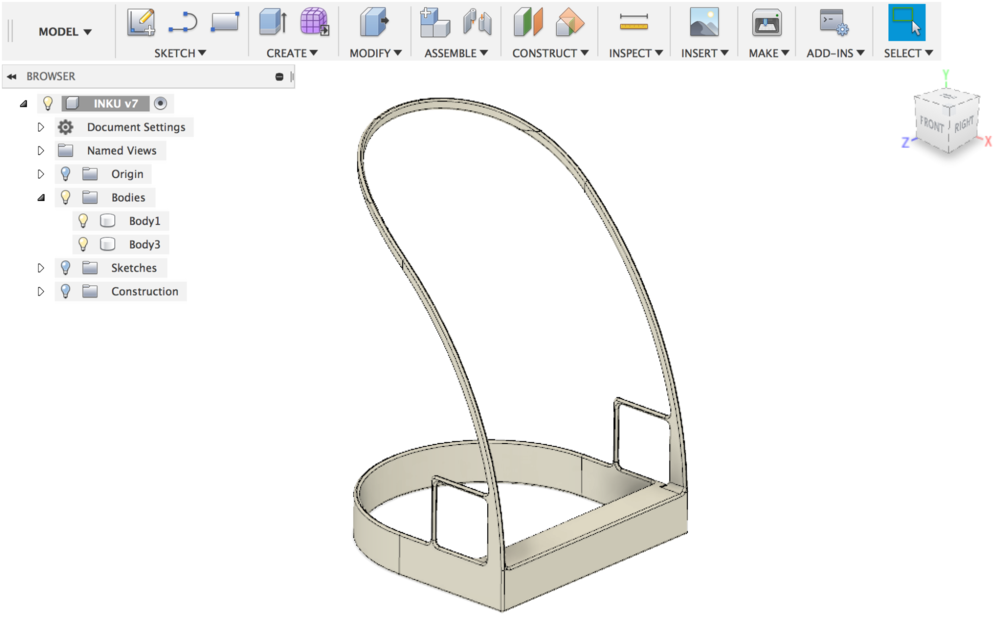 MODEL ▼
SKETCH ▼
CREATE ▼
MODIFY ▼
ASSEMBLE ▼
CONSTRUCT ▼
INSPECT ▼
INSERT ▼
MAKE ▼
ADD-INS ▼
SELECT ▼
BROWSER
INKU v7
Document Settings
Named Views
Origin
Bodies
Body1
Body3
Sketches
Construction
Y
FRONT RIGHT
Z X